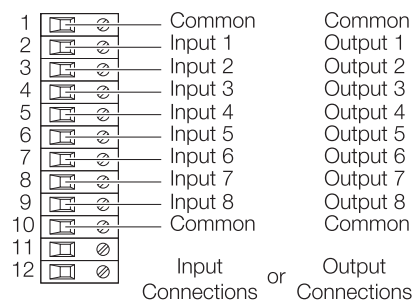 1 Common Common
2 Input 1 Output 1
3 Input 2 Output 2
4 Input 3 Output 3
5 Input 4 Output 4
6 Input 5 Output 5
7 Input 6 Output 6
8 Input 7 Output 7
9 Input 8 Output 8
10 Common Common
11
12
Input Connections or Output Connections